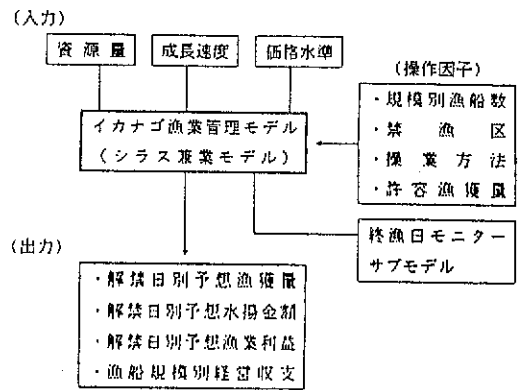 (入力)
資源量
成長速度
価格水準
(操作因子)
・規模別漁船数
・禁漁区
・操業方法
・許容漁獲量
イカナゴ漁業管理モデル
(シラス兼業モデル)
終漁日モニター
サブモデル
(出力)
・解禁日別予想漁獲量
・解禁日別予想水揚金額
・解禁日別予想漁業利益
・漁船規模別経営収支